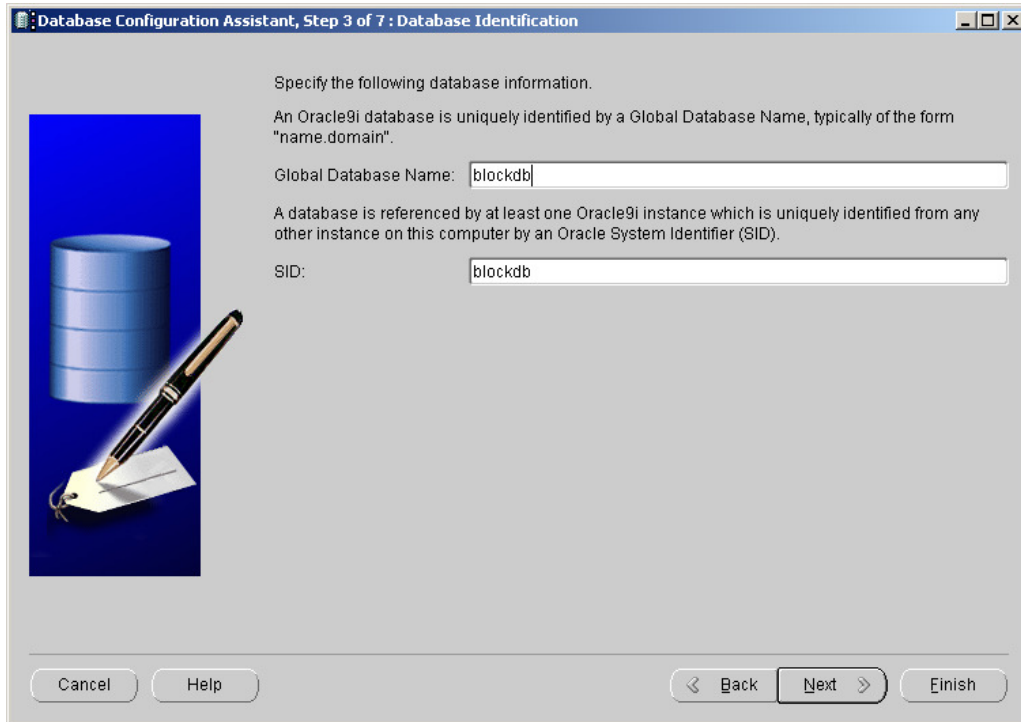 Database Configuration Assistant, Step 3 of 7 : Database Identification
Specify the following database information.
An Oracle9i database is uniquely identified by a Global Database Name, typically of the form
"name.domain".
Global Database Name: blockdb
A database is referenced by at least one Oracle9i instance which is uniquely identified from any
other instance on this computer by an Oracle System Identifier (SID).
SID: blockdb
Cancel Help Back Next Finish